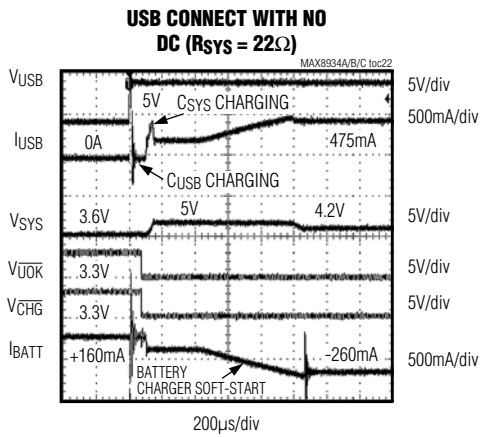 USB CONNECT WITH NO
DC (RSYS = 22Ω)
MAX8934A/B/C toc22
VUSB
5V
5V/div
CSYS CHARGING
500mA/div
IUSB
0A
475mA
CUSB CHARGING
VSYS
3.6V
5V
4.2V
5V/div
VUOK
3.3V
5V/div
VCHG
3.3V
5V/div
IBATT
+160mA
-260mA
500mA/div
BATTERY
CHARGER SOFT-START
200µs/div